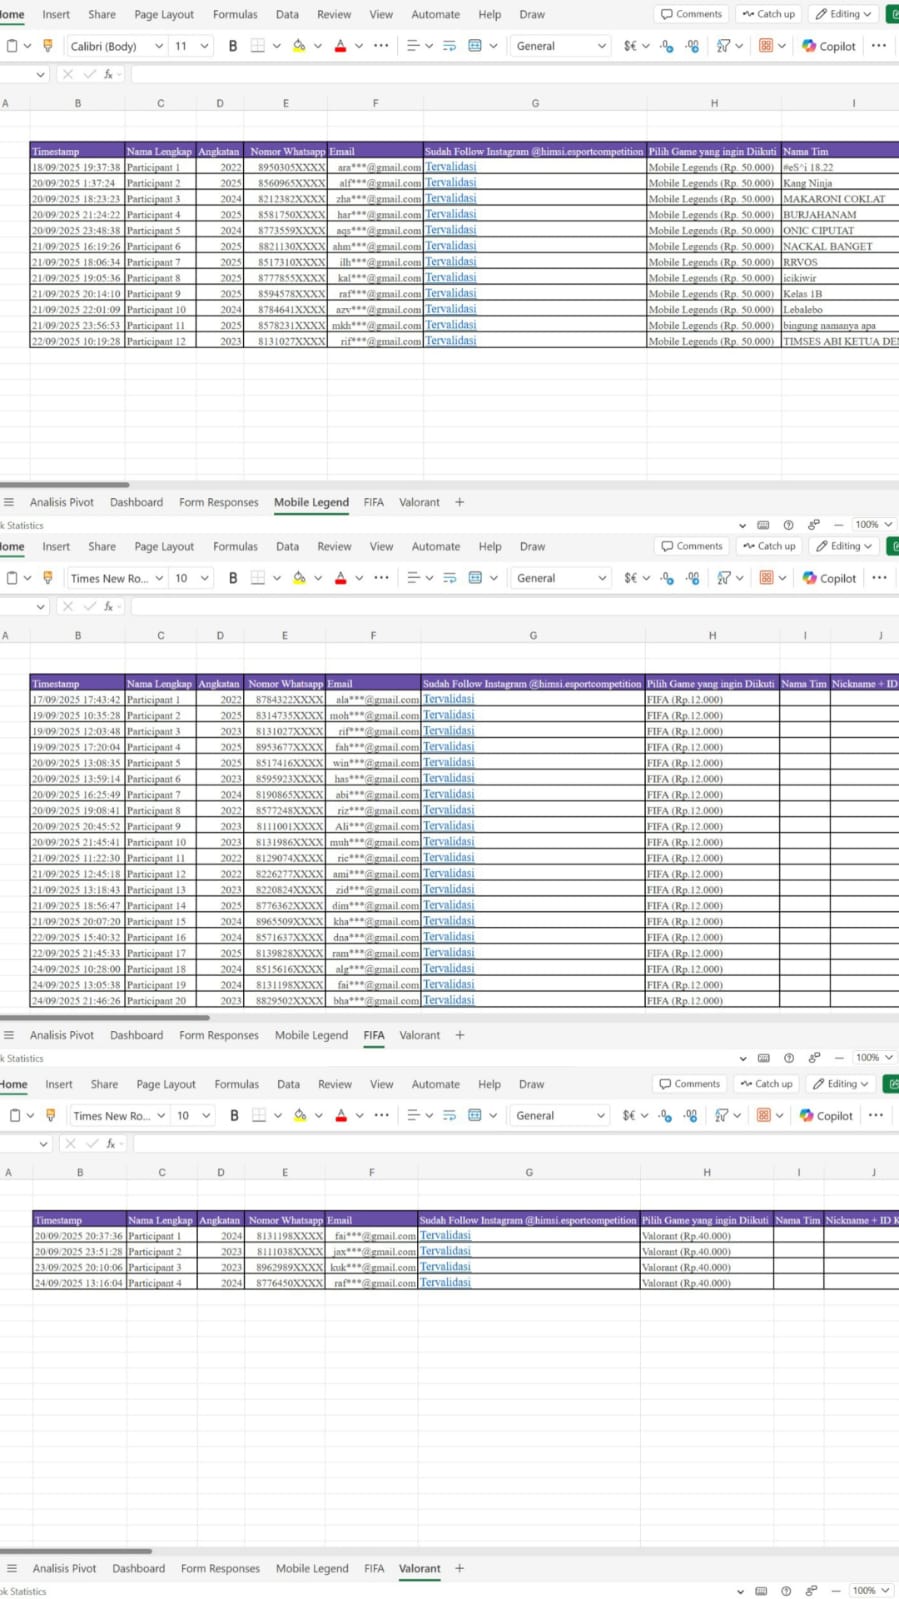 Home Insert Share Page Layout Formulas Data Review View Automate Help Draw Comments Catch up Editing
Calibri (Body) 11 B A ... General $€ Copilot ...
fx
A B C D E F G H I
Timestamp Nama Lengkap Angkatan Nomor Whatsapp Email Sudah Follow Instagram @himsi.esportcompetition Pilih Game yang ingin Diikuti Nama Tim
18/09/2025 19:37:38 Participant 1 2022 8950305XXXX ara***@gmail.com Tervalidasi Mobile Legends (Rp. 50.000) #eS^i 18.22
20/09/2025 1:37:24 Participant 2 2025 8560965XXXX alf***@gmail.com Tervalidasi Mobile Legends (Rp. 50.000) Kang Ninja
20/09/2025 18:23:23 Participant 3 2024 8212382XXXX zha***@gmail.com Tervalidasi Mobile Legends (Rp. 50.000) MAKARONI COKLAT
20/09/2025 21:24:22 Participant 4 2025 8581750XXXX har***@gmail.com Tervalidasi Mobile Legends (Rp. 50.000) BURJAHANAM
20/09/2025 23:48:38 Participant 5 2024 8773559XXXX aqs***@gmail.com Tervalidasi Mobile Legends (Rp. 50.000) ONIC CIPUTAT
21/09/2025 16:19:26 Participant 6 2025 8821130XXXX ahm***@gmail.com Tervalidasi Mobile Legends (Rp. 50.000) NACKAL BANGET
21/09/2025 18:06:34 Participant 7 2025 8517310XXXX ilh***@gmail.com Tervalidasi Mobile Legends (Rp. 50.000) RRVOS
21/09/2025 19:05:36 Participant 8 2025 8777855XXXX kal***@gmail.com Tervalidasi Mobile Legends (Rp. 50.000) icikiwir
21/09/2025 20:14:10 Participant 9 2025 8594578XXXX raf***@gmail.com Tervalidasi Mobile Legends (Rp. 50.000) Kelas 1B
21/09/2025 22:01:09 Participant 10 2024 8784641XXXX azv***@gmail.com Tervalidasi Mobile Legends (Rp. 50.000) Lebalebo
21/09/2025 23:56:53 Participant 11 2025 8578231XXXX mkh***@gmail.com Tervalidasi Mobile Legends (Rp. 50.000) bingung namanya apa
22/09/2025 10:19:28 Participant 12 2023 8131027XXXX rif***@gmail.com Tervalidasi Mobile Legends (Rp. 50.000) TIMSES ABI KETUA DE
Analisis Pivot Dashboard Form Responses Mobile Legend FIFA Valorant +
k Statistics 100%
Home Insert Share Page Layout Formulas Data Review View Automate Help Draw Comments Catch up Editing
Times New Ro... 10 B A ... General $€ Copilot ...
fx
A B C D E F G H I J
Timestamp Nama Lengkap Angkatan Nomor Whatsapp Email Sudah Follow Instagram @himsi.esportcompetition Pilih Game yang ingin Diikuti Nama Tim Nickname + ID
17/09/2025 17:43:42 Participant 1 2022 8784322XXXX ala***@gmail.com Tervalidasi FIFA (Rp.12.000)
19/09/2025 10:35:28 Participant 2 2025 8314735XXXX moh***@gmail.com Tervalidasi FIFA (Rp.12.000)
19/09/2025 12:03:48 Participant 3 2023 8131027XXXX rif***@gmail.com Tervalidasi FIFA (Rp.12.000)
19/09/2025 17:20:04 Participant 4 2025 8953677XXXX fah***@gmail.com Tervalidasi FIFA (Rp.12.000)
20/09/2025 13:08:35 Participant 5 2025 8517416XXXX win***@gmail.com Tervalidasi FIFA (Rp.12.000)
20/09/2025 13:59:14 Participant 6 2023 8595923XXXX has***@gmail.com Tervalidasi FIFA (Rp.12.000)
20/09/2025 16:25:49 Participant 7 2024 8190865XXXX abi***@gmail.com Tervalidasi FIFA (Rp.12.000)
20/09/2025 19:08:41 Participant 8 2022 8577248XXXX riz***@gmail.com Tervalidasi FIFA (Rp.12.000)
20/09/2025 20:45:52 Participant 9 2023 8111001XXXX Ali***@gmail.com Tervalidasi FIFA (Rp.12.000)
20/09/2025 21:45:41 Participant 10 2023 8131986XXXX muh***@gmail.com Tervalidasi FIFA (Rp.12.000)
21/09/2025 11:22:30 Participant 11 2022 8129074XXXX ric***@gmail.com Tervalidasi FIFA (Rp.12.000)
21/09/2025 12:45:18 Participant 12 2022 8226277XXXX ami***@gmail.com Tervalidasi FIFA (Rp.12.000)
21/09/2025 13:18:43 Participant 13 2023 8220824XXXX zid***@gmail.com Tervalidasi FIFA (Rp.12.000)
21/09/2025 18:56:47 Participant 14 2025 8776362XXXX dim***@gmail.com Tervalidasi FIFA (Rp.12.000)
21/09/2025 20:07:20 Participant 15 2024 8965509XXXX kha***@gmail.com Tervalidasi FIFA (Rp.12.000)
22/09/2025 15:40:32 Participant 16 2024 8571637XXXX dna***@gmail.com Tervalidasi FIFA (Rp.12.000)
22/09/2025 21:45:33 Participant 17 2025 8139828XXXX ram***@gmail.com Tervalidasi FIFA (Rp.12.000)
24/09/2025 10:28:00 Participant 18 2024 8515616XXXX alg***@gmail.com Tervalidasi FIFA (Rp.12.000)
24/09/2025 13:05:38 Participant 19 2024 8131198XXXX fai***@gmail.com Tervalidasi FIFA (Rp.12.000)
24/09/2025 21:46:26 Participant 20 2023 8829502XXXX bha***@gmail.com Tervalidasi FIFA (Rp.12.000)
Analisis Pivot Dashboard Form Responses Mobile Legend FIFA Valorant +
k Statistics 100%
Home Insert Share Page Layout Formulas Data Review View Automate Help Draw Comments Catch up Editing
Times New Ro... 10 B A ... General $€ Copilot ...
fx
A B C D E F G H I J
Timestamp Nama Lengkap Angkatan Nomor Whatsapp Email Sudah Follow Instagram @himsi.esportcompetition Pilih Game yang ingin Diikuti Nama Tim Nickname + ID K
20/09/2025 20:37:36 Participant 1 2024 8131198XXXX fai***@gmail.com Tervalidasi Valorant (Rp.40.000)
20/09/2025 23:51:28 Participant 2 2023 8111038XXXX jax***@gmail.com Tervalidasi Valorant (Rp.40.000)
23/09/2025 20:10:06 Participant 3 2023 8962989XXXX kuk***@gmail.com Tervalidasi Valorant (Rp.40.000)
24/09/2025 13:16:04 Participant 4 2024 8776450XXXX raf***@gmail.com Tervalidasi Valorant (Rp.40.000)
Analisis Pivot Dashboard Form Responses Mobile Legend FIFA Valorant +
ok Statistics 100%